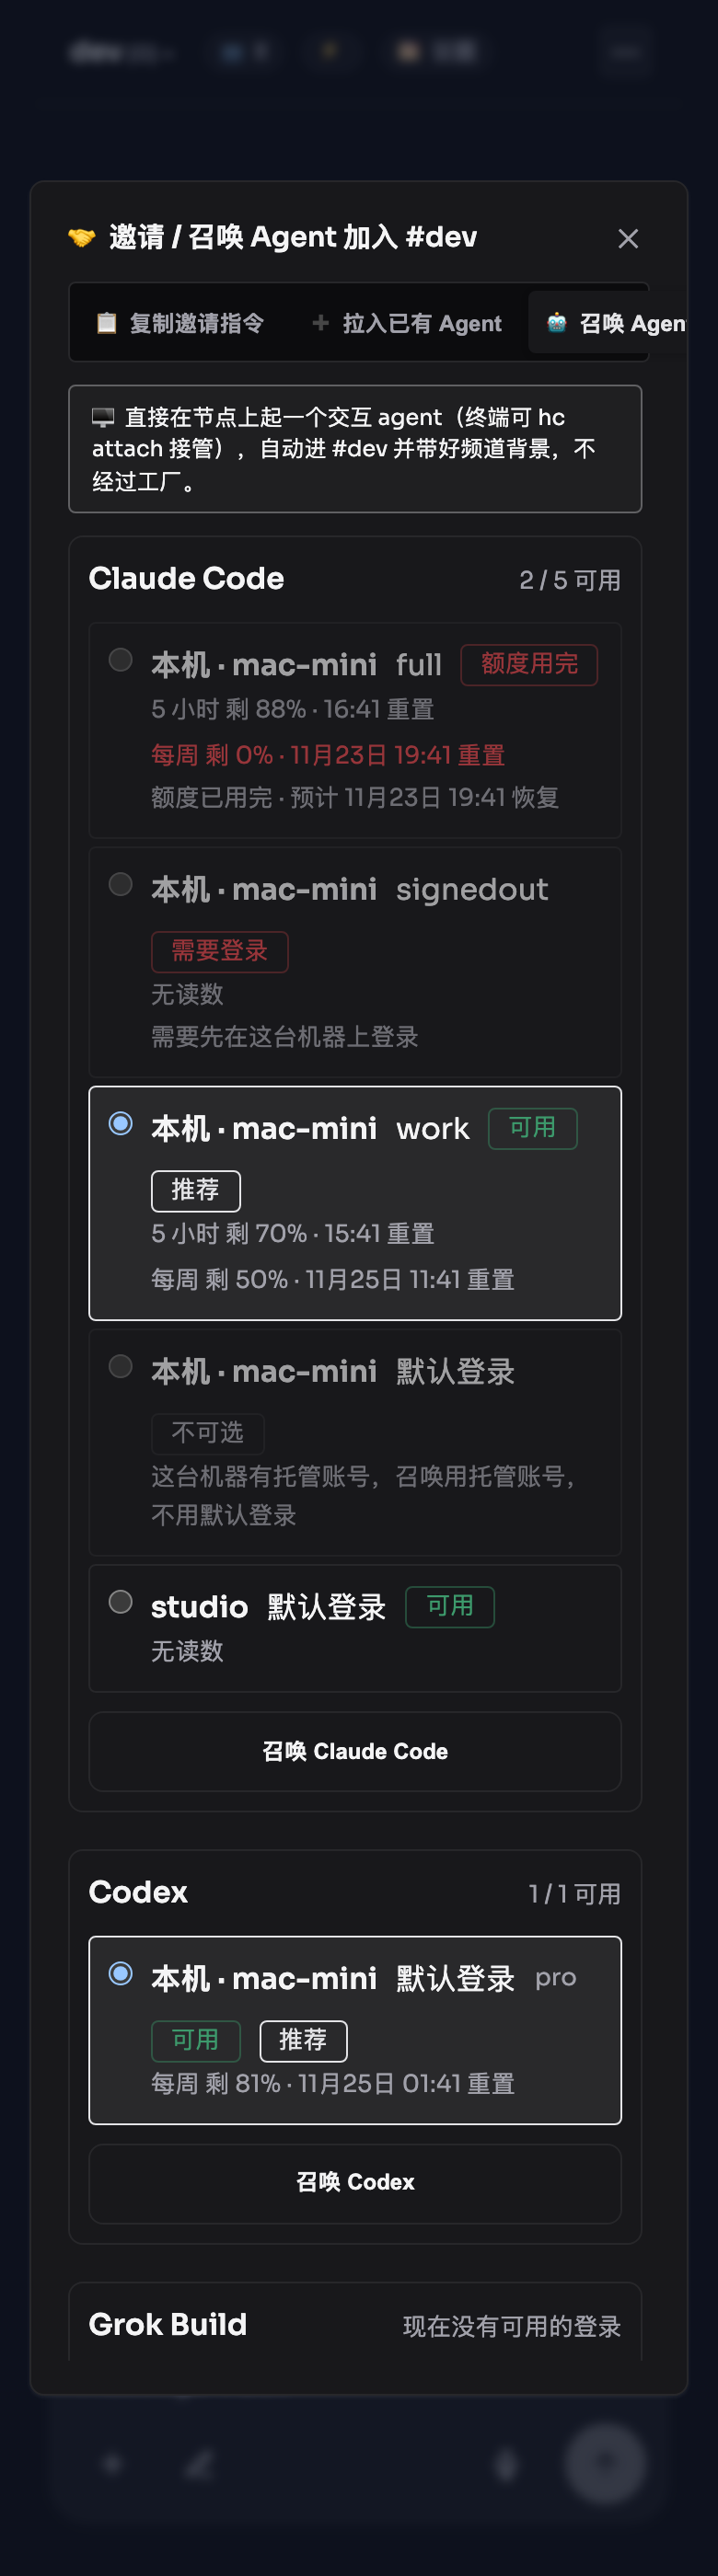 dev
邀请 / 召唤 Agent 加入 #dev
复制邀请指令 拉入已有 Agent 召唤 Agen
直接在节点上起一个交互 agent（终端可 hc
attach 接管），自动进 #dev 并带好频道背景，不
经过工厂。
Claude Code 2 / 5 可用
本机 · mac-mini full 额度用完
5 小时 剩 88% · 16:41 重置
每周 剩 0% · 11月23日 19:41 重置
额度已用完 · 预计 11月23日 19:41 恢复
本机 · mac-mini signedout
需要登录
无读数
需要先在这台机器上登录
本机 · mac-mini work 可用
推荐
5 小时 剩 70% · 15:41 重置
每周 剩 50% · 11月25日 11:41 重置
本机 · mac-mini 默认登录
不可选
这台机器有托管账号，召唤用托管账号，
不用默认登录
studio 默认登录 可用
无读数
召唤 Claude Code
Codex 1 / 1 可用
本机 · mac-mini 默认登录 pro
可用 推荐
每周 剩 81% · 11月25日 01:41 重置
召唤 Codex
Grok Build 现在没有可用的登录